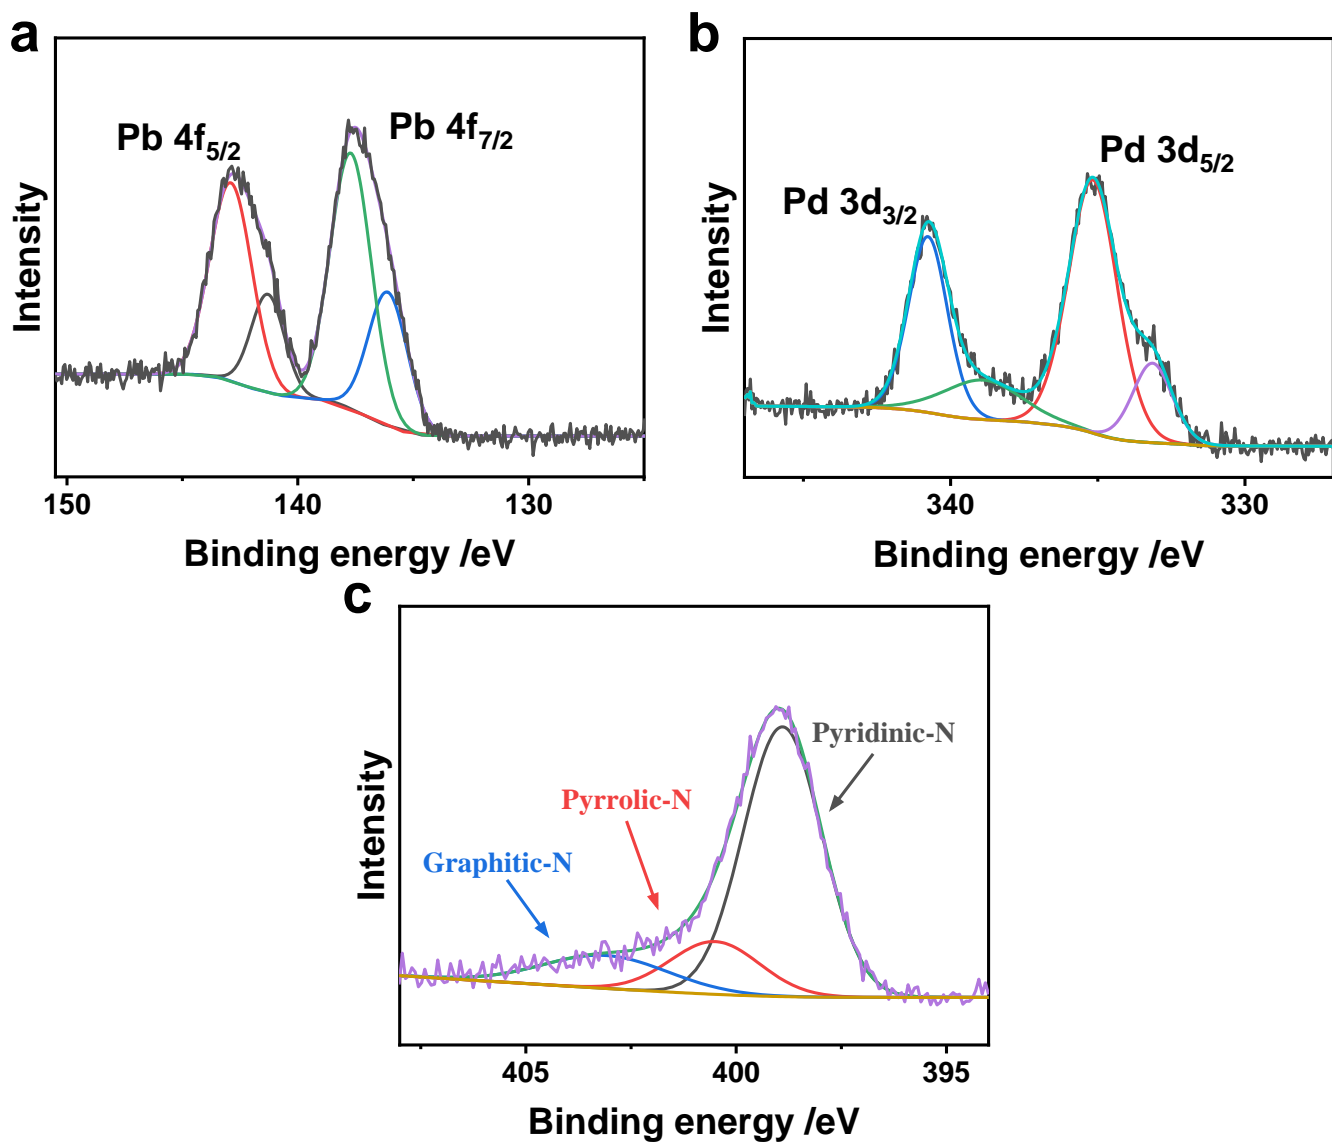 a
Pb 4f5/2
Pb 4f7/2
Intensity
150
140
130
Binding energy /eV
b
Pd 3d3/2
Pd 3d5/2
Intensity
340
330
Binding energy /eV
c
Pyridinic-N
Pyrrolic-N
Graphitic-N
Intensity
405
400
395
Binding energy /eV